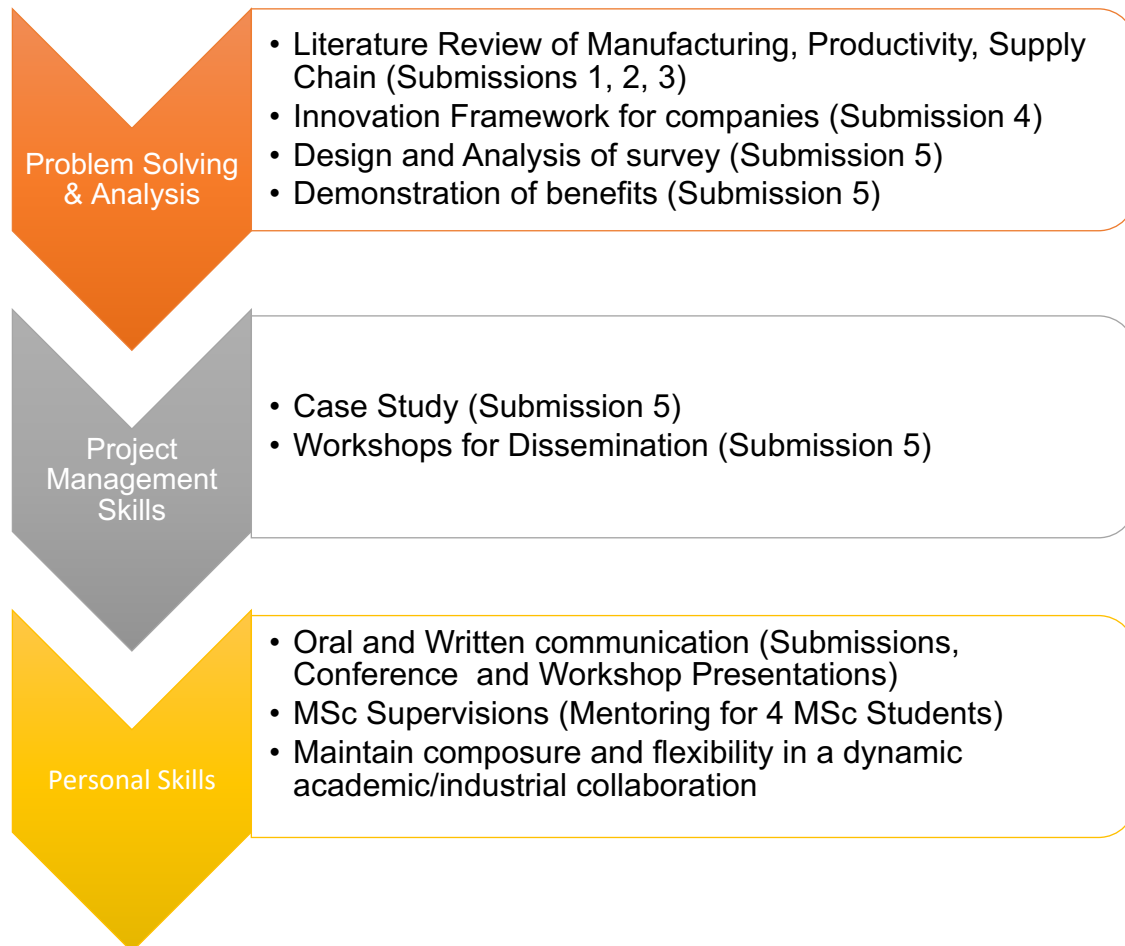 Problem Solving
& Analysis
• Literature Review of Manufacturing, Productivity, Supply
Chain (Submissions 1, 2, 3)
• Innovation Framework for companies (Submission 4)
• Design and Analysis of survey (Submission 5)
• Demonstration of benefits (Submission 5)
Project
Management
Skills
• Case Study (Submission 5)
• Workshops for Dissemination (Submission 5)
Personal Skills
• Oral and Written communication (Submissions,
Conference and Workshop Presentations)
• MSc Supervisions (Mentoring for 4 MSc Students)
• Maintain composure and flexibility in a dynamic
academic/industrial collaboration